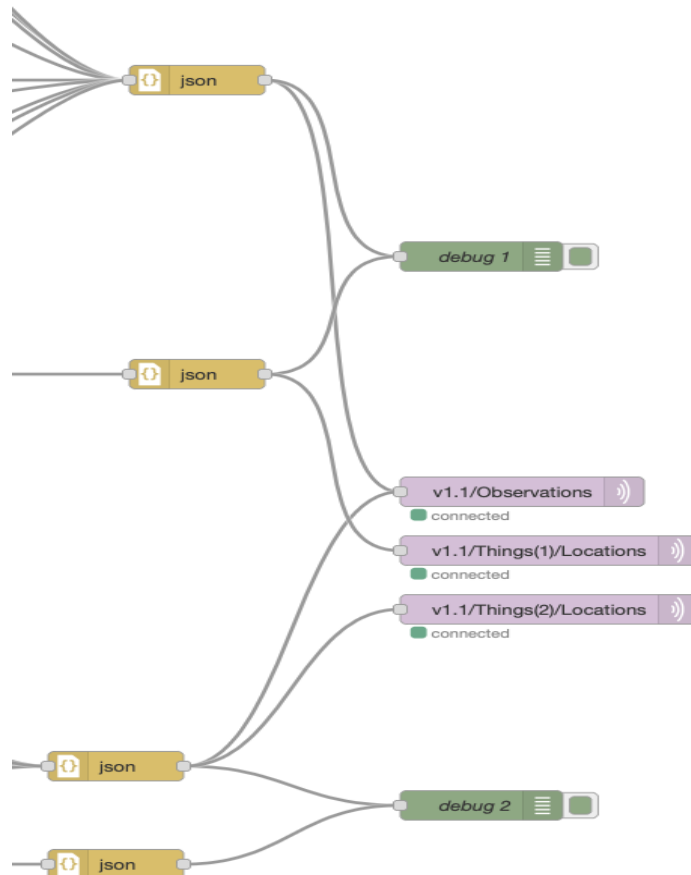 json
debug 1
json
v1.1/Observations
connected
v1.1/Things(1)/Locations
connected
v1.1/Things(2)/Locations
connected
json
debug 2
json